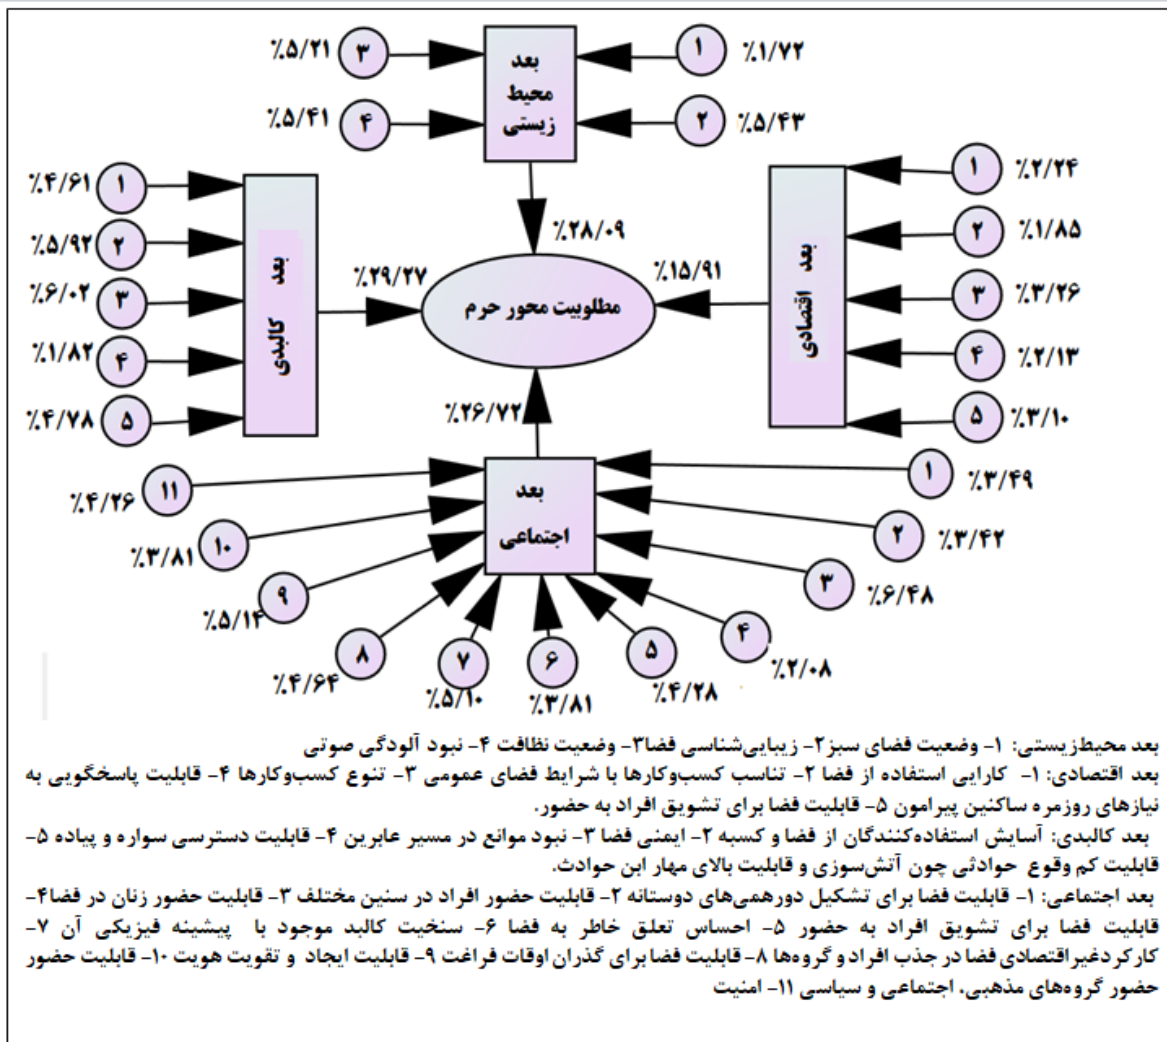 ٪۵/۲۱ ۳
بعد
محیط
زیستی
۱ ٪۱/۷۲
٪۵/۴۱ ۴
۲ ٪۵/۴۳
٪۲۸/۰۹
٪۴/۶۱ ۱
٪۵/۹۲ ۲
٪۶/۰۲ ۳
٪۱/۸۲ ۴
٪۴/۷۸ ۵
بعد کالبدی
٪۲۹/۲۷
مطلوبیت محور حرم
٪۱۵/۹۱
بعد اقتصادی
۱ ٪۲/۲۴
۲ ٪۱/۸۵
۳ ٪۳/۲۶
۴ ٪۲/۱۳
۵ ٪۳/۱۰
٪۲۶/۷۲
بعد
اجتماعی
۱ ٪۳/۴۹
۲ ٪۳/۴۲
۳ ٪۶/۴۸
۴ ٪۲/۰۸
۵ ٪۴/۲۸
۶ ٪۳/۸۱
۷ ٪۵/۱۰
۸ ٪۴/۶۴
۹ ٪۵/۱۴
۱۰ ٪۳/۸۱
۱۱ ٪۴/۲۶
بعد محیط‌زیستی: ۱- وضعیت فضای سبز۲- زیبایی‌شناسی فضا۳- وضعیت نظافت ۴- نبود آلودگی صوتی
بعد اقتصادی: ۱- کارایی استفاده از فضا ۲- تناسب کسب‌وکارها با شرایط فضای عمومی ۳- تنوع کسب‌وکارها ۴- قابلیت پاسخگویی به
نیازهای روزمره ساکنین پیرامون ۵- قابلیت فضا برای تشویق افراد به حضور.
بعد کالبدی: آسایش استفاده‌کنندگان از فضا و کسبه ۲- ایمنی فضا ۳- نبود موانع در مسیر عابرین ۴- قابلیت دسترسی سواره و پیاده ۵-
قابلیت کم وقوع حوادثی چون آتش‌سوزی و قابلیت بالای مهار ابن حوادث.
بعد اجتماعی: ۱- قابلیت فضا برای تشکیل دورهمی‌های دوستانه ۲- قابلیت حضور افراد در سنین مختلف ۳- قابلیت حضور زنان در فضا۴-
قابلیت فضا برای تشویق افراد به حضور ۵- احساس تعلق خاطر به فضا ۶- سنخیت کالبد موجود با پیشینه فیزیکی آن ۷-
کارکردغیراقتصادی فضا در جذب افراد و گروه‌ها ۸- قابلیت فضا برای گذران اوقات فراغت ۹- قابلیت ایجاد و تقویت هویت ۱۰- قابلیت حضور
حضور گروه‌های مذهبی، اجتماعی و سیاسی ۱۱- امنیت